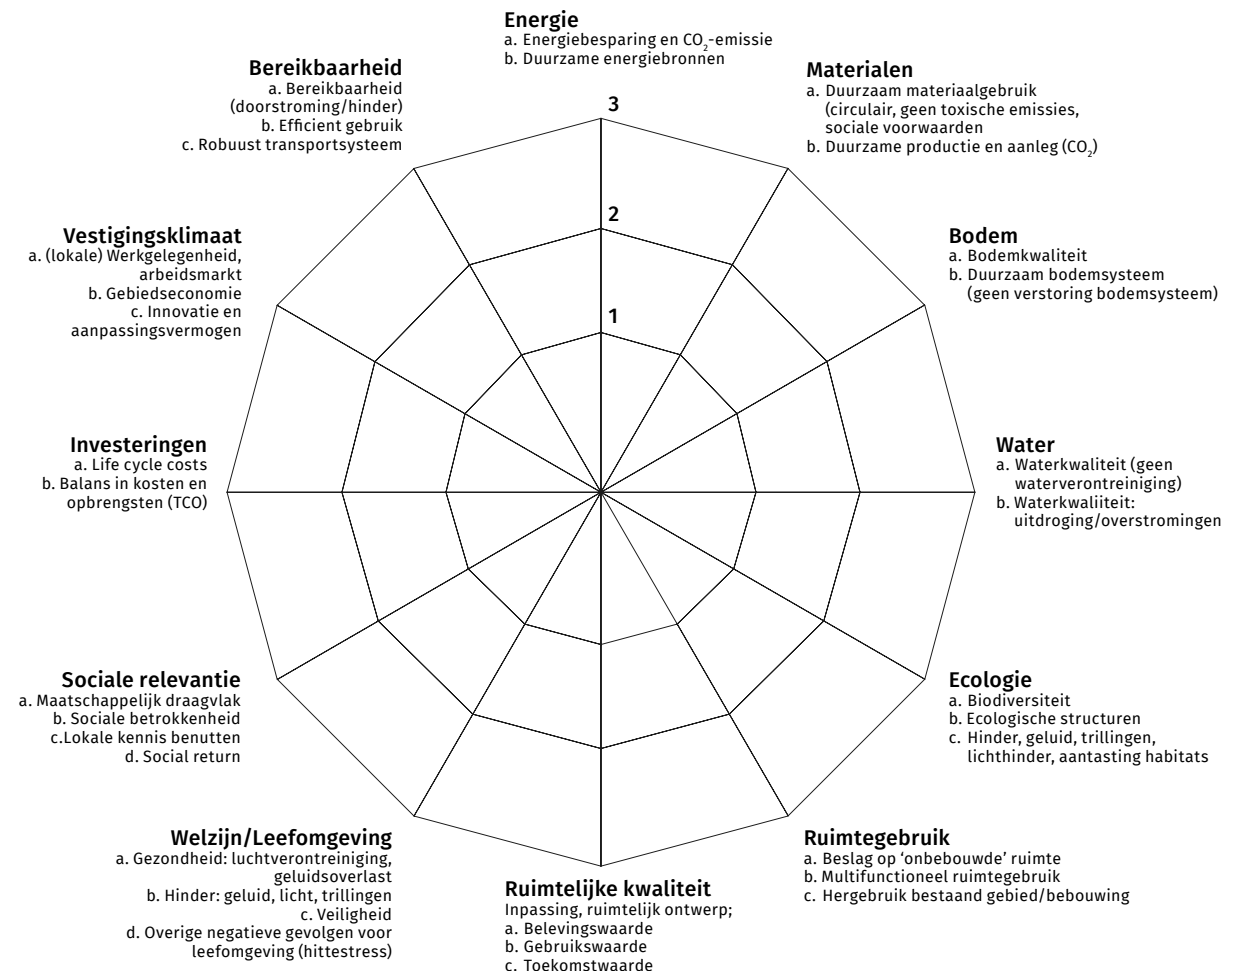 Energie
a. Energiebesparing en CO₂-emissie
b. Duurzame energiebronnen
Materialen
a. Duurzaam materiaalgebruik
(circulair, geen toxische emissies,
sociale voorwaarden
b. Duurzame productie en aanleg (CO₂)
Bodem
a. Bodemkwaliteit
b. Duurzaam bodemsysteem
(geen verstoring bodemsysteem)
Water
a. Waterkwaliteit (geen
waterverontreiniging)
b. Waterkwaliiteit:
uitdroging/overstromingen
Ecologie
a. Biodiversiteit
b. Ecologische structuren
c. Hinder, geluid, trillingen,
lichthinder, aantasting habitats
Ruimtegebruik
a. Beslag op ‘onbebouwde’ ruimte
b. Multifunctioneel ruimtegebruik
c. Hergebruik bestaand gebied/bebouwing
Ruimtelijke kwaliteit
Inpassing, ruimtelijk ontwerp;
a. Belevingswaarde
b. Gebruikswaarde
c. Toekomstwaarde
Welzijn/Leefomgeving
a. Gezondheid: luchtverontreiniging,
geluidsoverlast
b. Hinder: geluid, licht, trillingen
c. Veiligheid
d. Overige negatieve gevolgen voor
leefomgeving (hittestress)
Sociale relevantie
a. Maatschappelijk draagvlak
b. Sociale betrokkenheid
c.Lokale kennis benutten
d. Social return
Investeringen
a. Life cycle costs
b. Balans in kosten en
opbrengsten (TCO)
Vestigingsklimaat
a. (lokale) Werkgelegenheid,
arbeidsmarkt
b. Gebiedseconomie
c. Innovatie en
aanpassingsvermogen
Bereikbaarheid
a. Bereikbaarheid
(doorstroming/hinder)
b. Efficient gebruik
c. Robuust transportsysteem
3
2
1